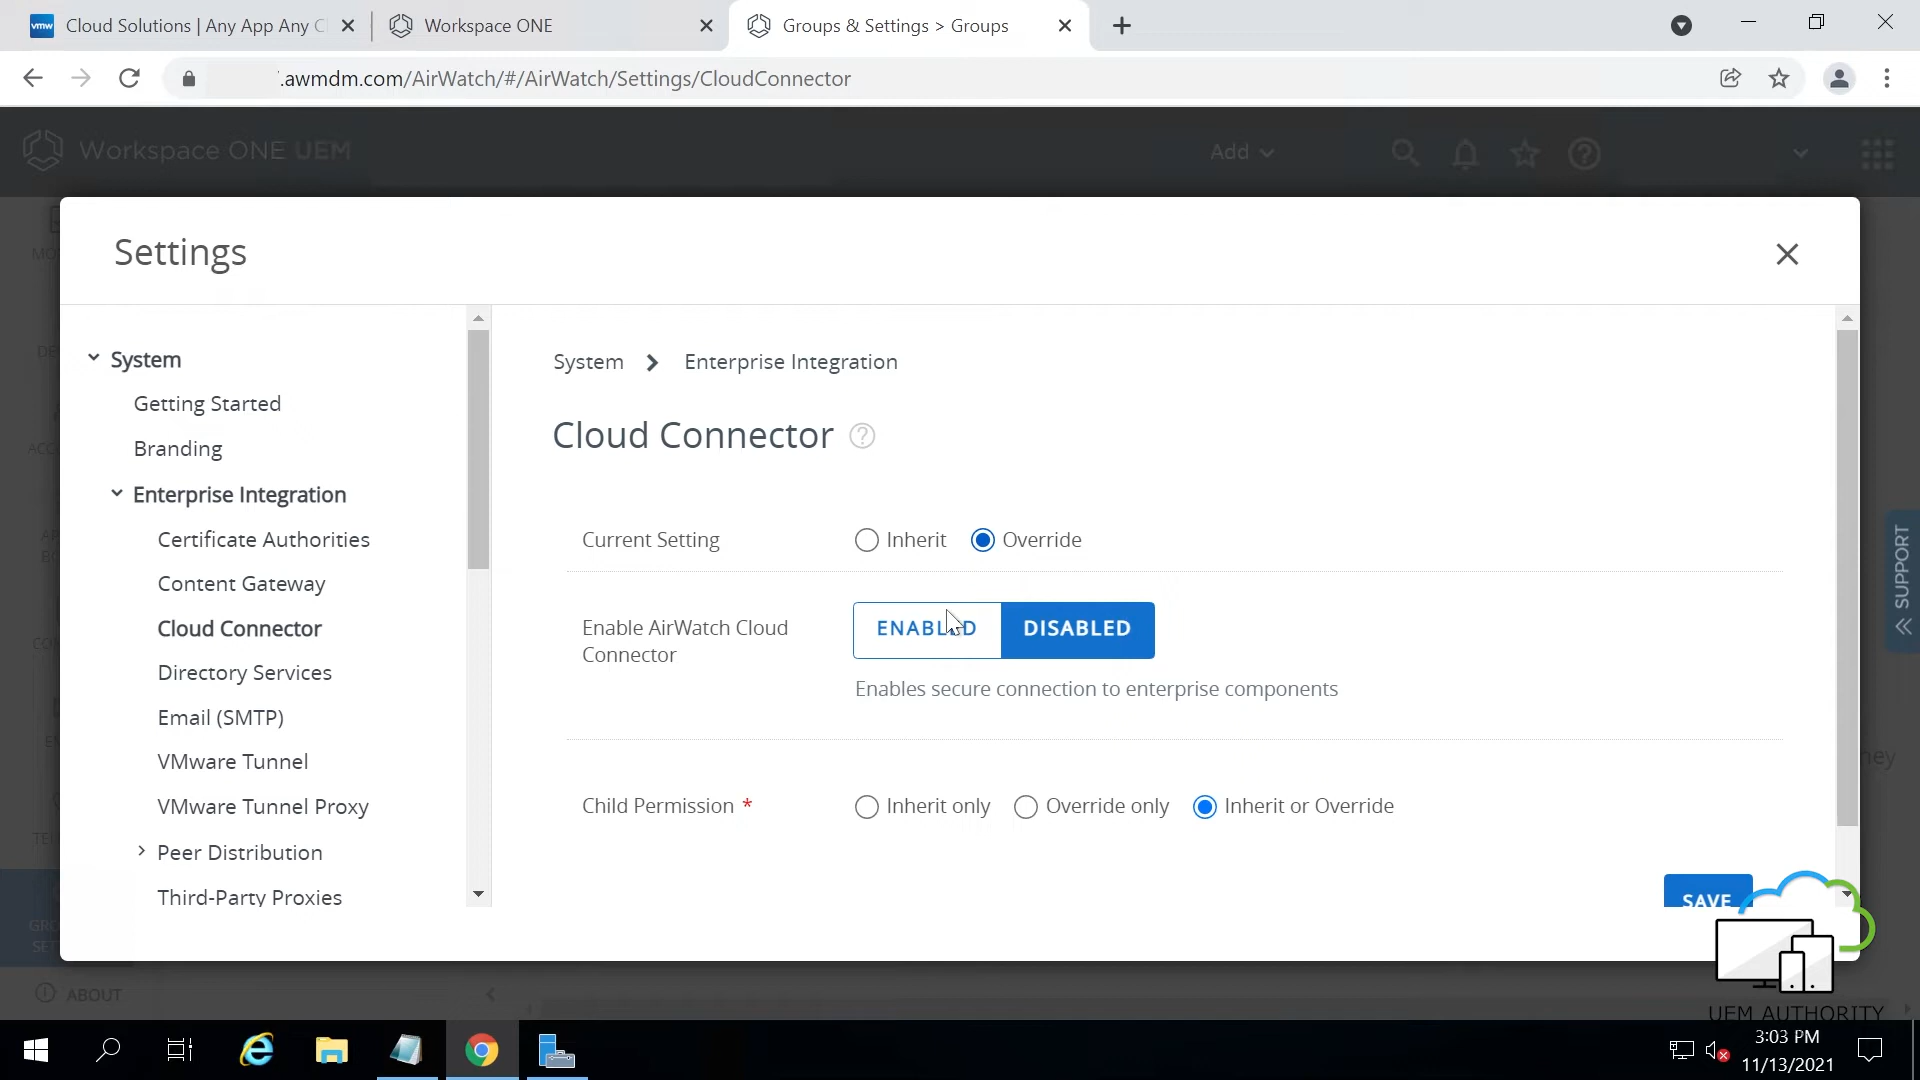 vmw Cloud Solutions | Any App Any C
Workspace ONE
Groups & Settings > Groups
.awmdm.com/AirWatch/#/AirWatch/Settings/CloudConnector
Workspace ONE UEM
Add
Settings
System
Getting Started
Branding
Enterprise Integration
Certificate Authorities
Content Gateway
Cloud Connector
Directory Services
Email (SMTP)
VMware Tunnel
VMware Tunnel Proxy
Peer Distribution
Third-Party Proxies
System > Enterprise Integration
Cloud Connector ?
Current Setting
Inherit
Override
Enable AirWatch Cloud
Connector
ENABLED
DISABLED
Enables secure connection to enterprise components
Child Permission *
Inherit only
Override only
Inherit or Override
SAVE
SUPPORT
ABOUT
UEM AUTHORITY
3:03 PM
11/13/2021